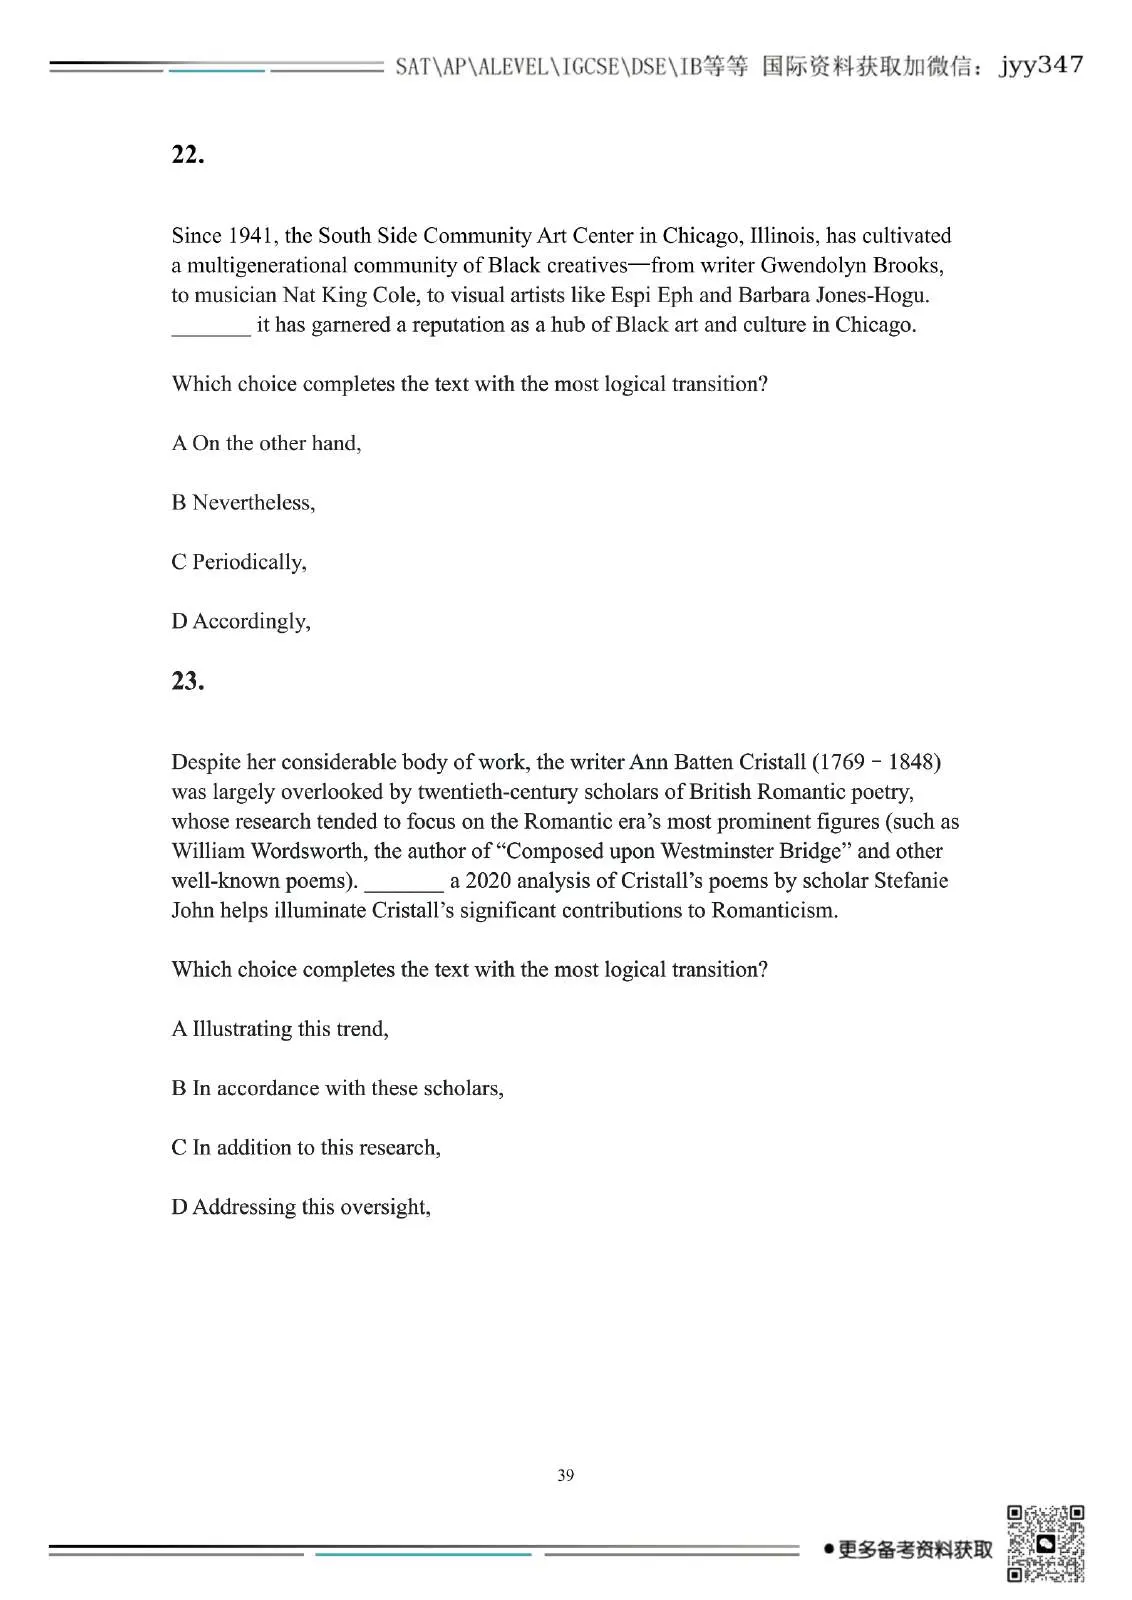 SAT\AP\ALEVEL\IGCSE\DSE\IB等等 国际资料获取加微信: jyy347
22.
Since 1941, the South Side Community Art Center in Chicago, Illinois, has cultivated
a multigenerational community of Black creatives—from writer Gwendolyn Brooks,
to musician Nat King Cole, to visual artists like Espi Eph and Barbara Jones-Hogu.
_______ it has garnered a reputation as a hub of Black art and culture in Chicago.
Which choice completes the text with the most logical transition?
A On the other hand,
B Nevertheless,
C Periodically,
D Accordingly,
23.
Despite her considerable body of work, the writer Ann Batten Cristall (1769 – 1848)
was largely overlooked by twentieth-century scholars of British Romantic poetry,
whose research tended to focus on the Romantic era’s most prominent figures (such as
William Wordsworth, the author of “Composed upon Westminster Bridge” and other
well-known poems). _______ a 2020 analysis of Cristall’s poems by scholar Stefanie
John helps illuminate Cristall’s significant contributions to Romanticism.
Which choice completes the text with the most logical transition?
A Illustrating this trend,
B In accordance with these scholars,
C In addition to this research,
D Addressing this oversight,
39
●更多备考资料获取